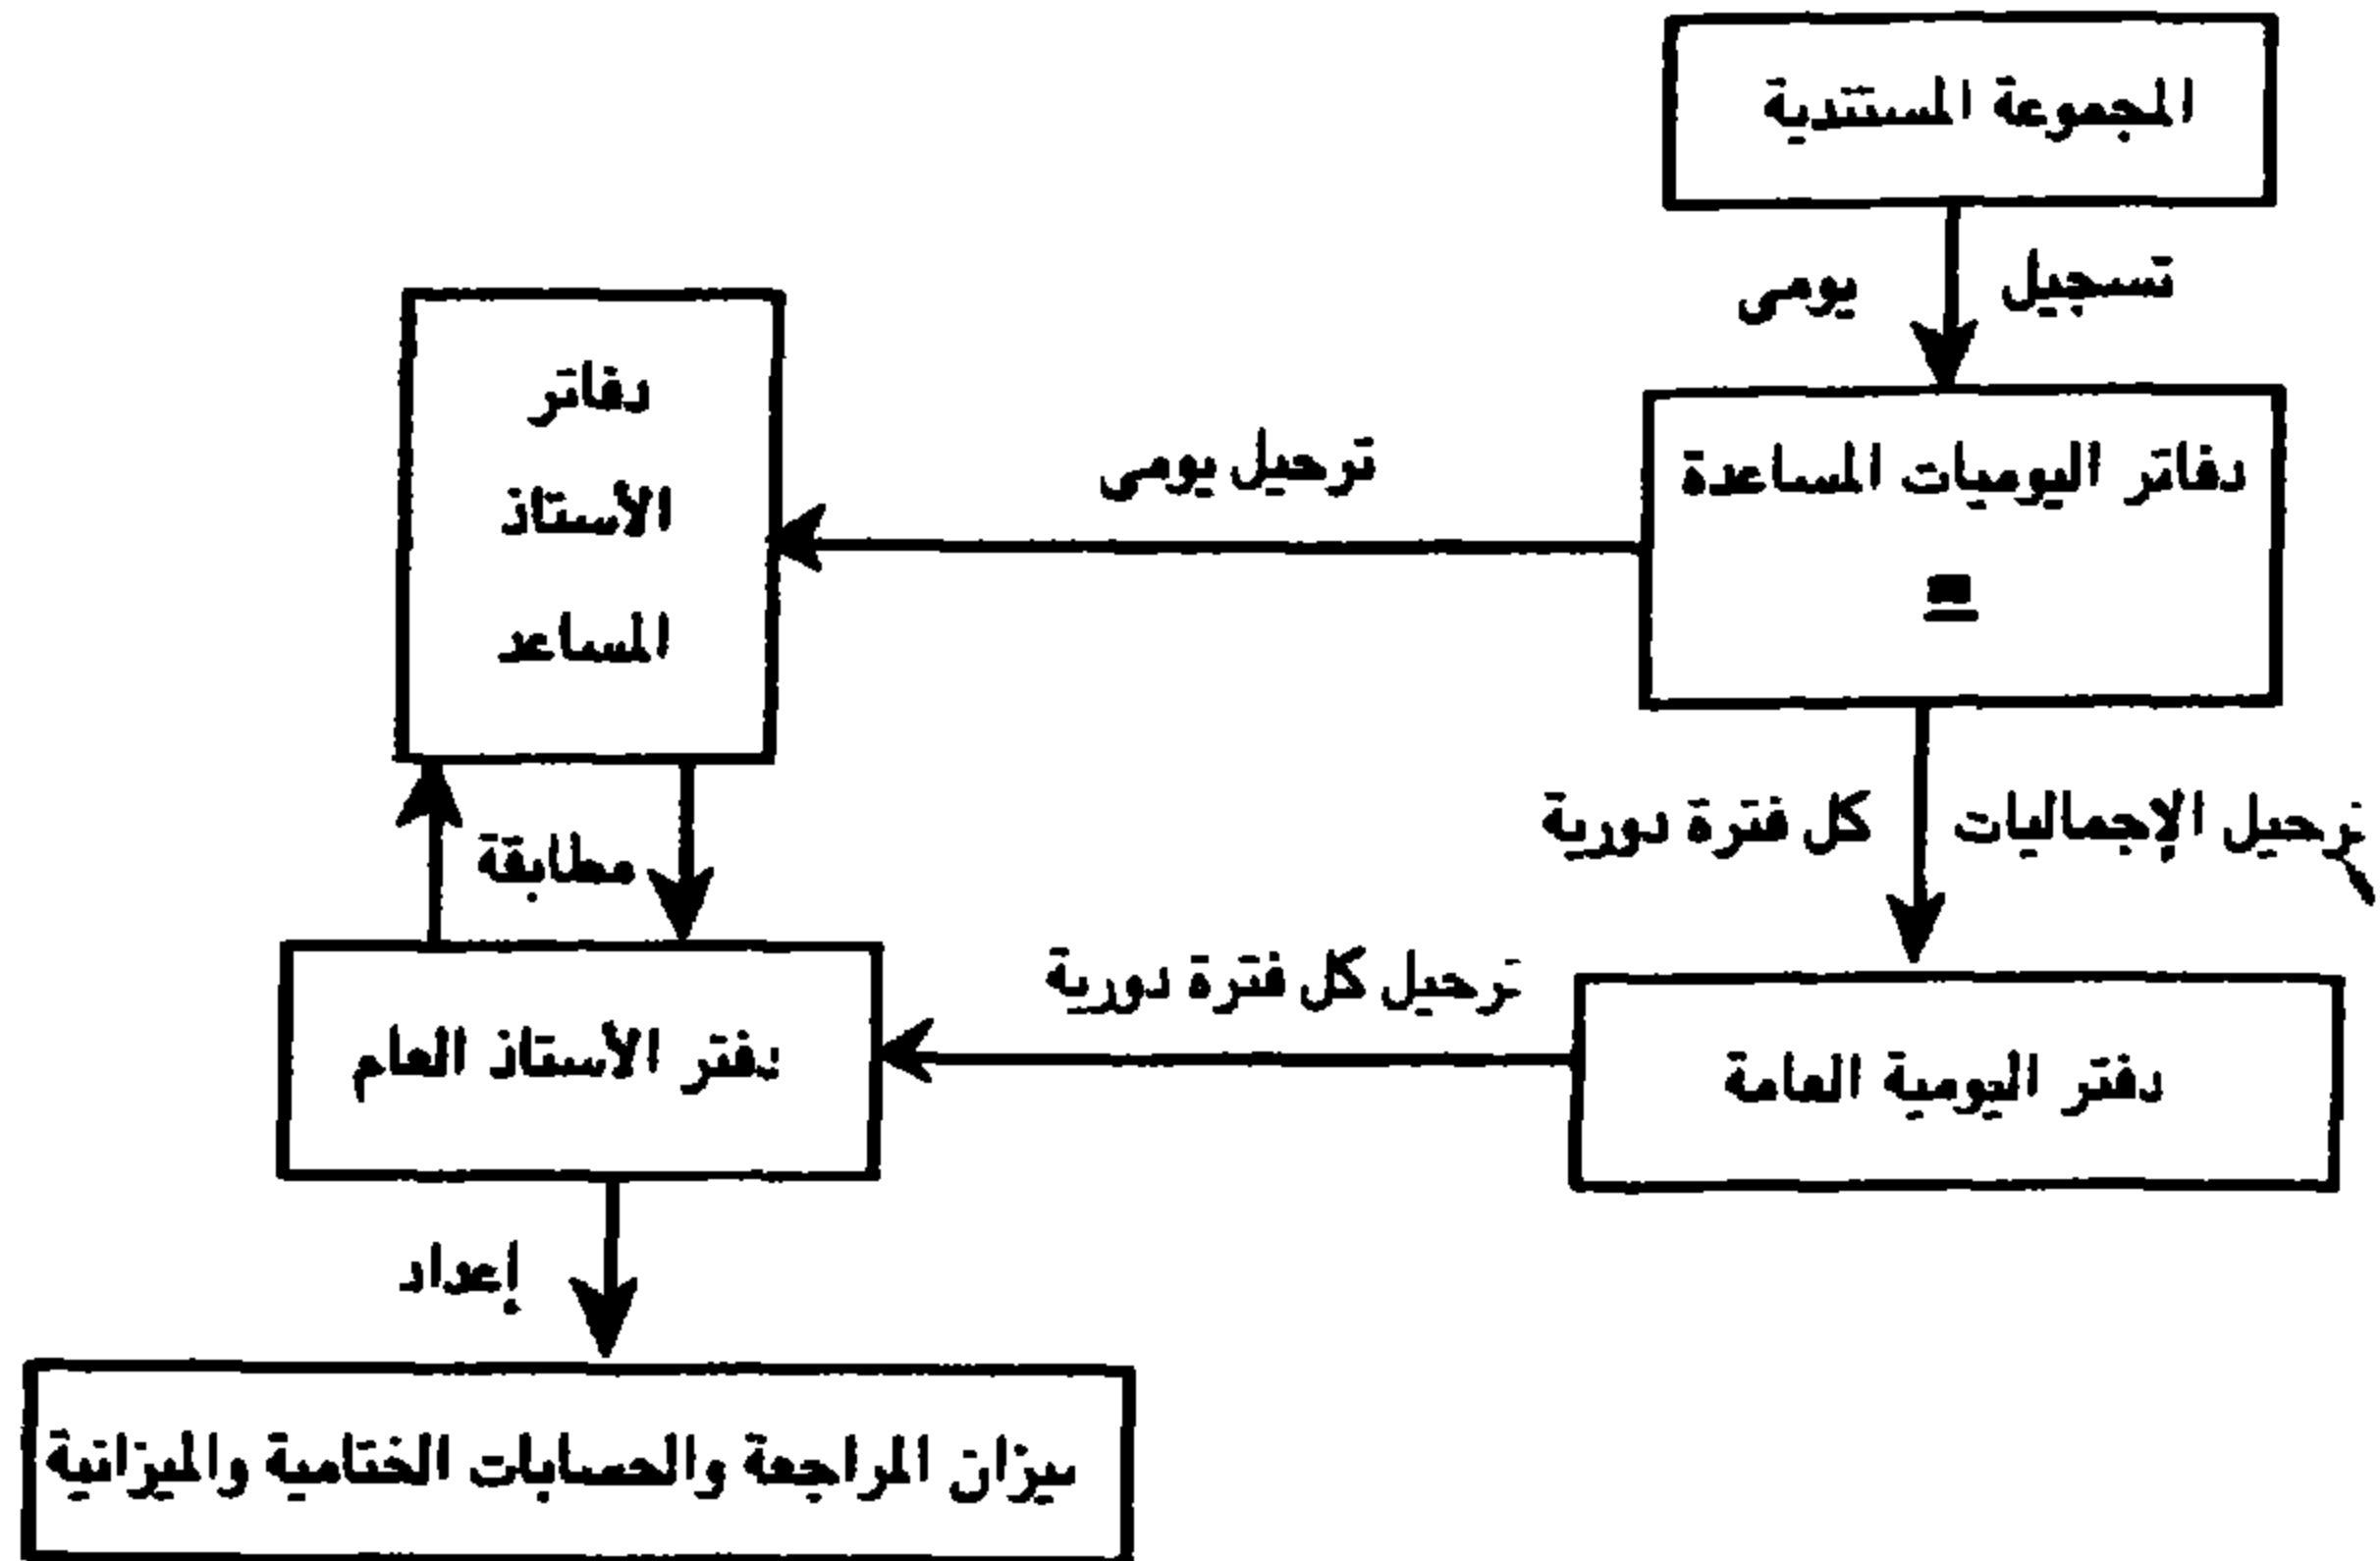 المجموعة المستندية
تسجيل يومى
دفاتر اليوميات المساعدة
ترحيل يومى
دفاتر
الاستاذ
المساعد
ترحيل الإجماليات كل فترة دورية
مطابقة
دفتر اليومية العامة
ترحيل كل فترة دورية
دفتر الأستاذ العام
إعداد
ميزان المراجعة والحسابات الختامية والميزانية